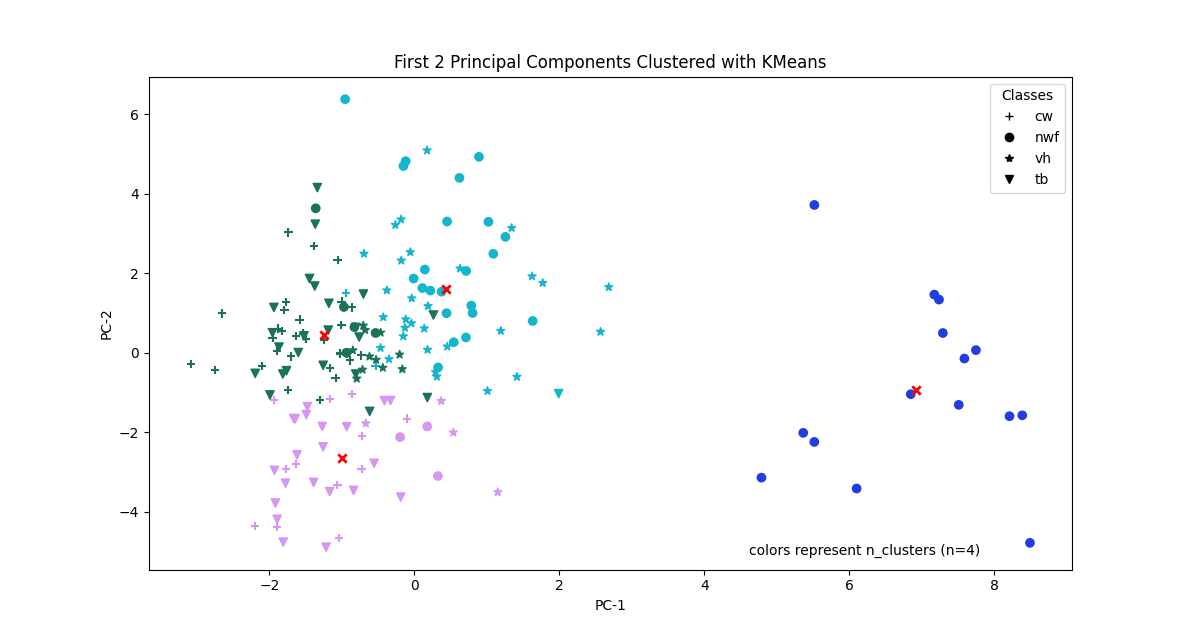 First 2 Principal Components Clustered with KMeans
Classes
cw
nwf
vh
tb
6
4
2
0
−2
−4
PC-2
colors represent n_clusters (n=4)
−2
0
2
4
6
8
PC-1